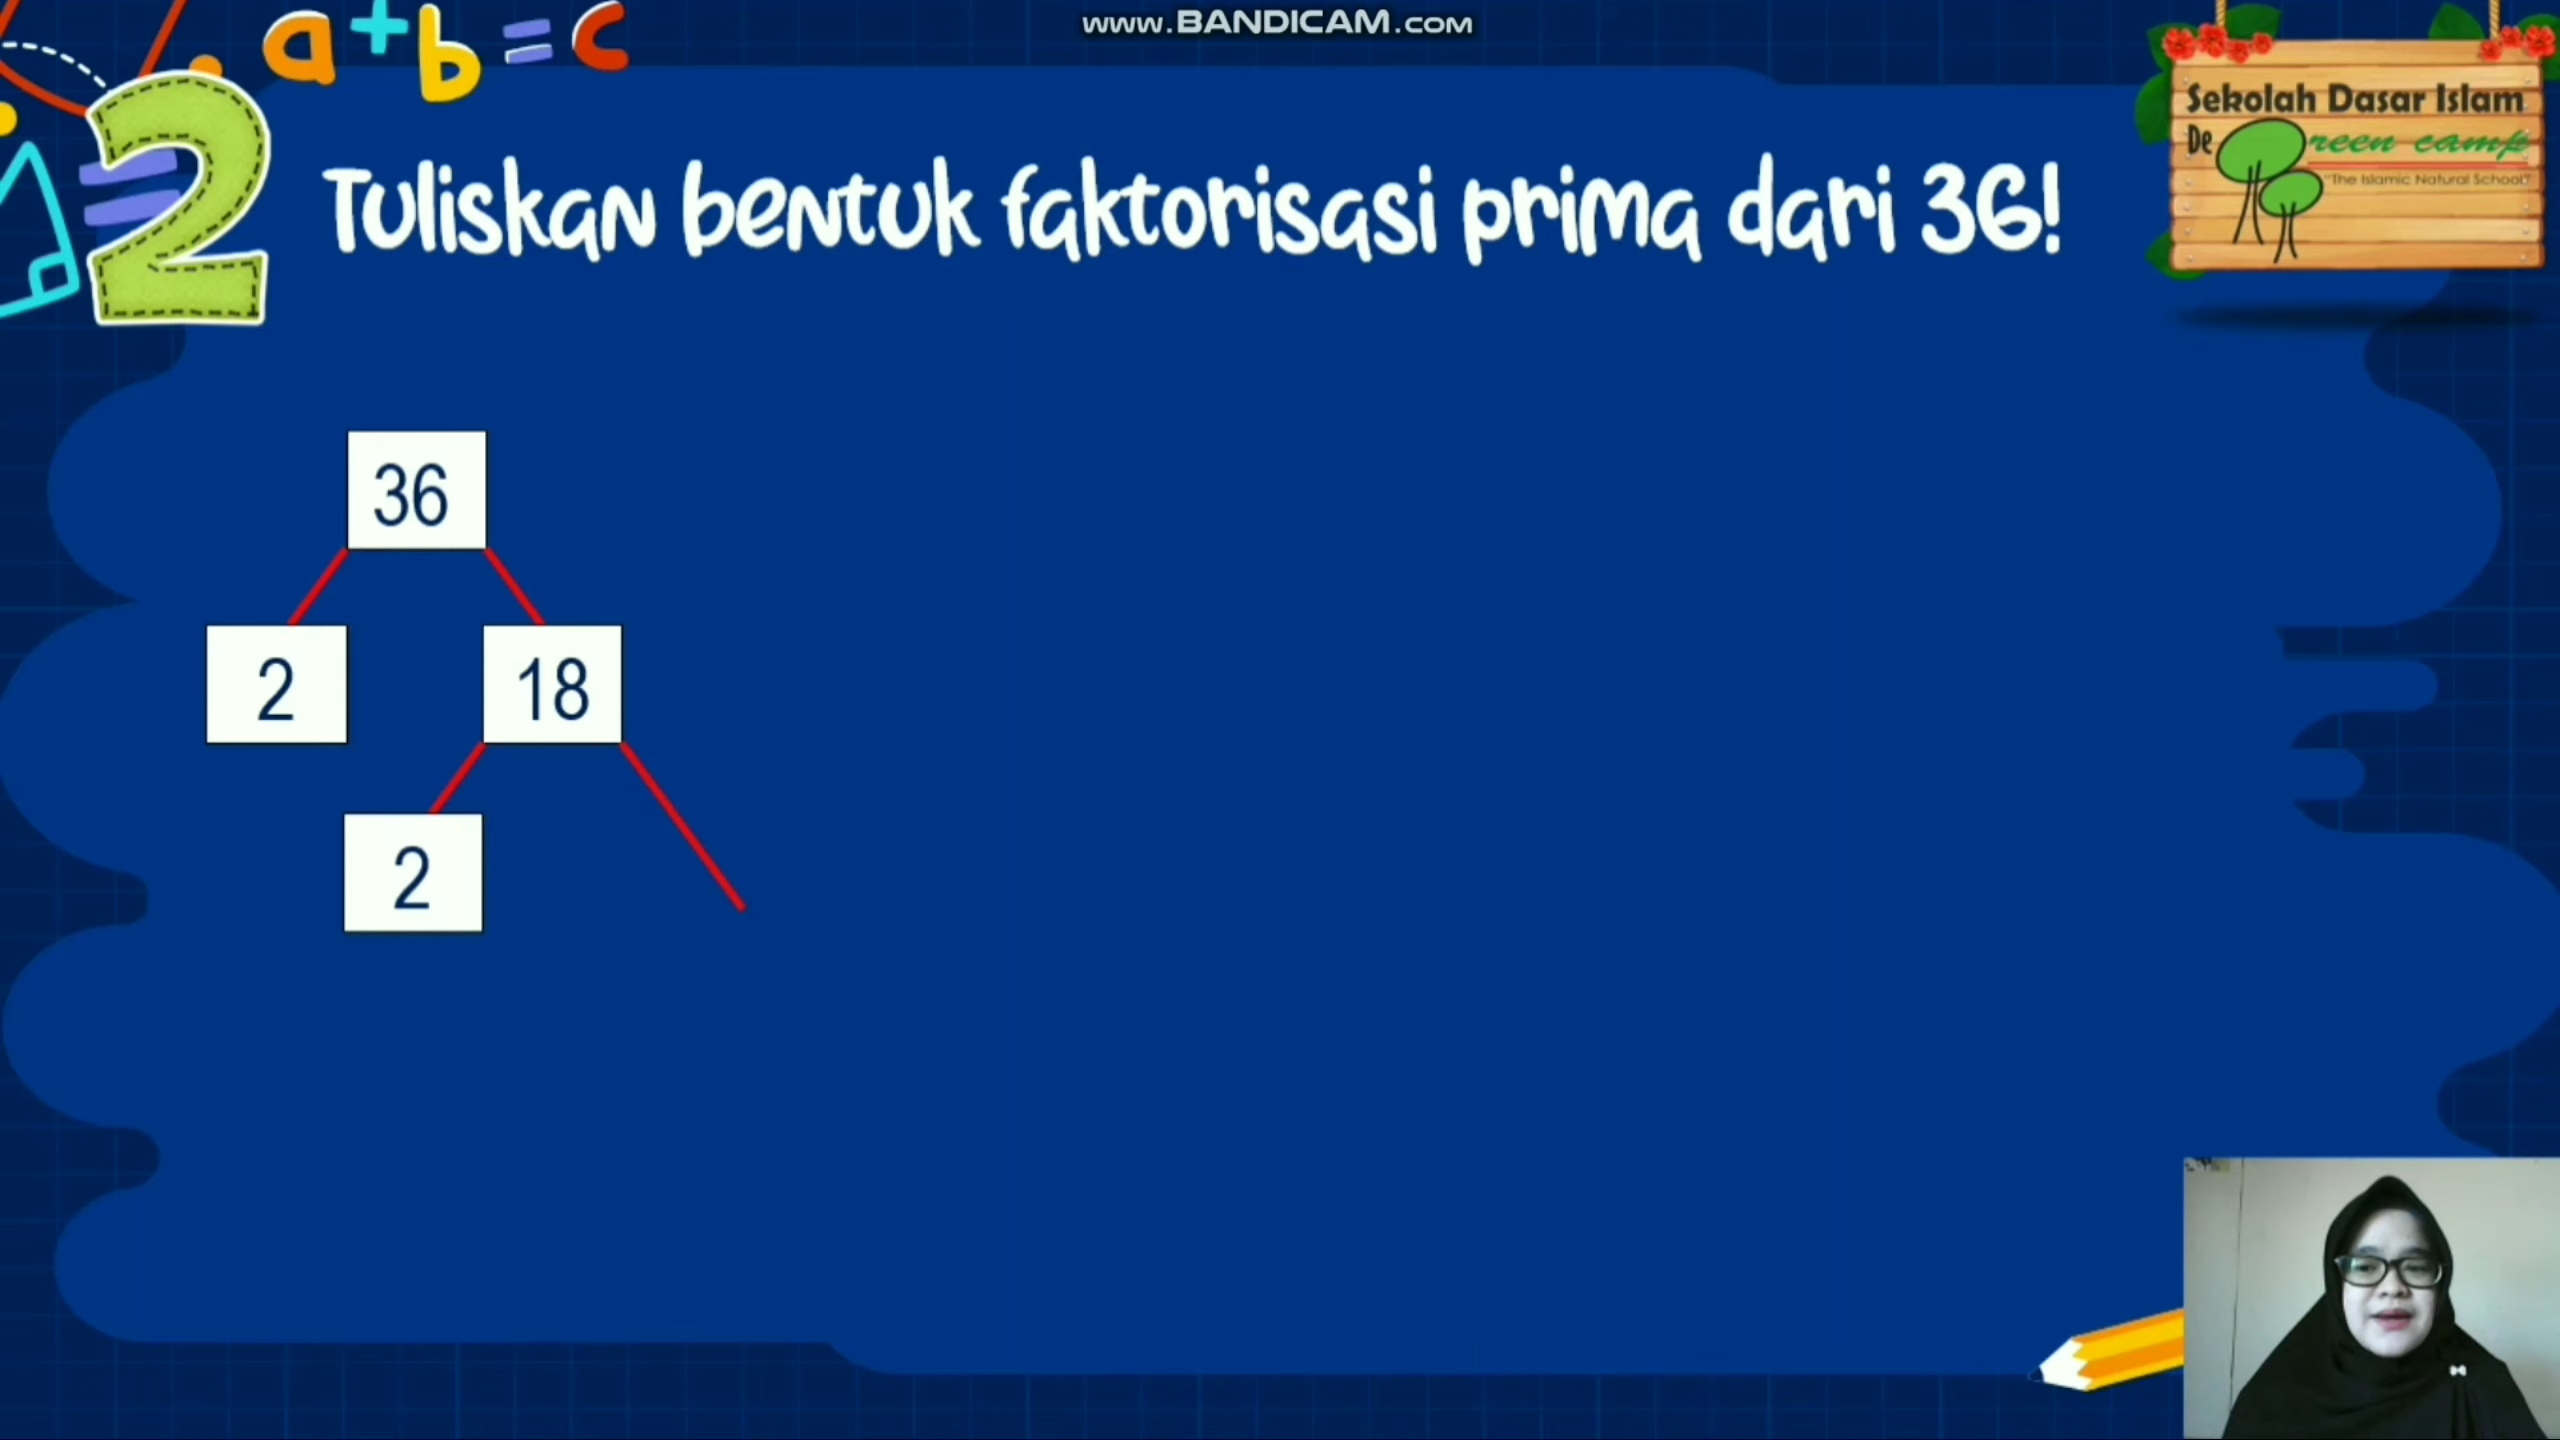 www.BANDICAM.com
a+b=c
Sekolah Dasar Islam
De Green camp
"The Islamic Natural School"
2
Tuliskan bentuk faktorisasi prima dari 36!
36
2 18
2